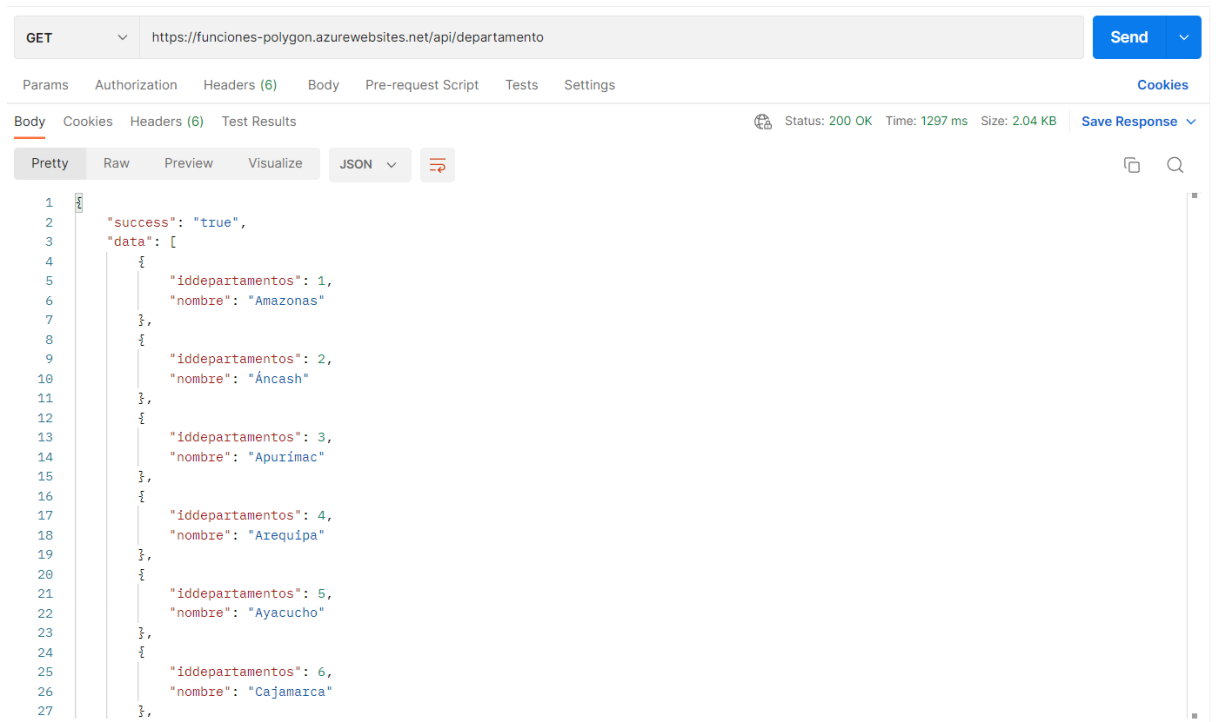 GET https://funciones-polygon.azurewebsites.net/api/departamento Send
Params Authorization Headers (6) Body Pre-request Script Tests Settings Cookies
Body Cookies Headers (6) Test Results Status: 200 OK Time: 1297 ms Size: 2.04 KB Save Response
Pretty Raw Preview Visualize JSON
1 {
2 "success": "true",
3 "data": [
4 {
5 "iddepartamentos": 1,
6 "nombre": "Amazonas"
7 },
8 {
9 "iddepartamentos": 2,
10 "nombre": "Áncash"
11 },
12 {
13 "iddepartamentos": 3,
14 "nombre": "Apurímac"
15 },
16 {
17 "iddepartamentos": 4,
18 "nombre": "Arequipa"
19 },
20 {
21 "iddepartamentos": 5,
22 "nombre": "Ayacucho"
23 },
24 {
25 "iddepartamentos": 6,
26 "nombre": "Cajamarca"
27 },